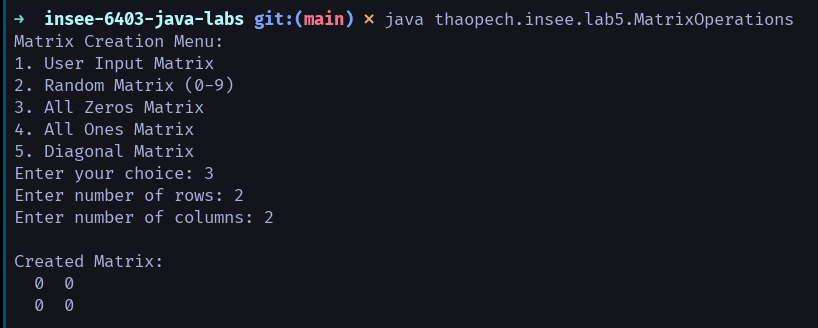 → insee-6403-java-labs git:(main) ✗ java thaopech.insee.lab5.MatrixOperations
Matrix Creation Menu:
1. User Input Matrix
2. Random Matrix (0-9)
3. All Zeros Matrix
4. All Ones Matrix
5. Diagonal Matrix
Enter your choice: 3
Enter number of rows: 2
Enter number of columns: 2
Created Matrix:
0 0
0 0